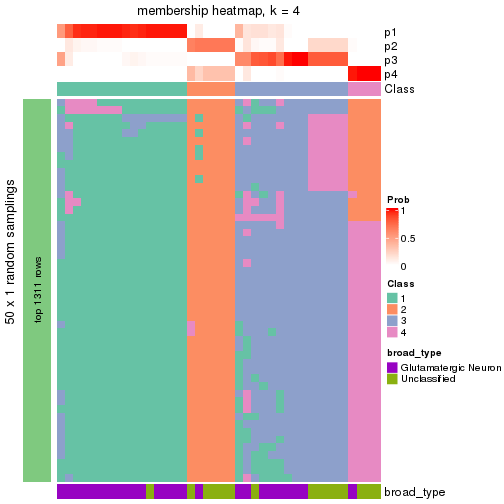 membership heatmap, k = 4
p1
p2
p3
p4
Class
50 x 1 random samplings
top 1311 rows
Prob
1
0.5
0
Class
1
2
3
4
broad_type
Glutamatergic Neuron
Unclassified
broad_type